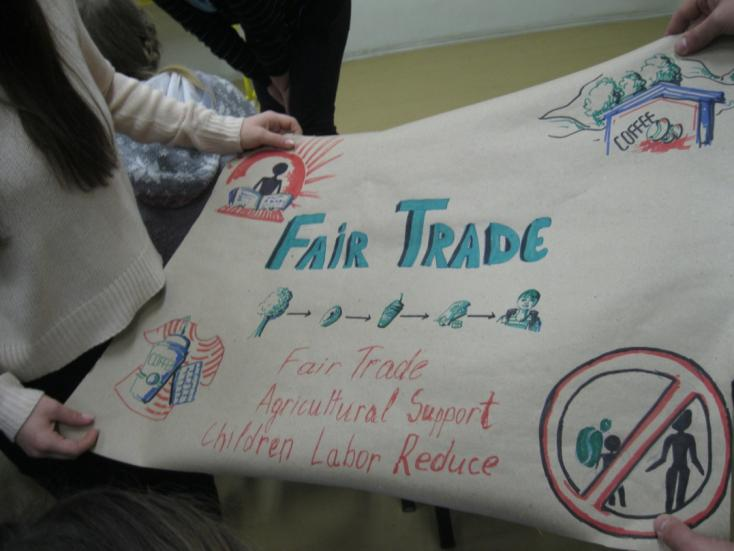 COFFEE
FAIR TRADE
COFFEE
Fair Trade
Agricultural Support
Children Labor Reduce